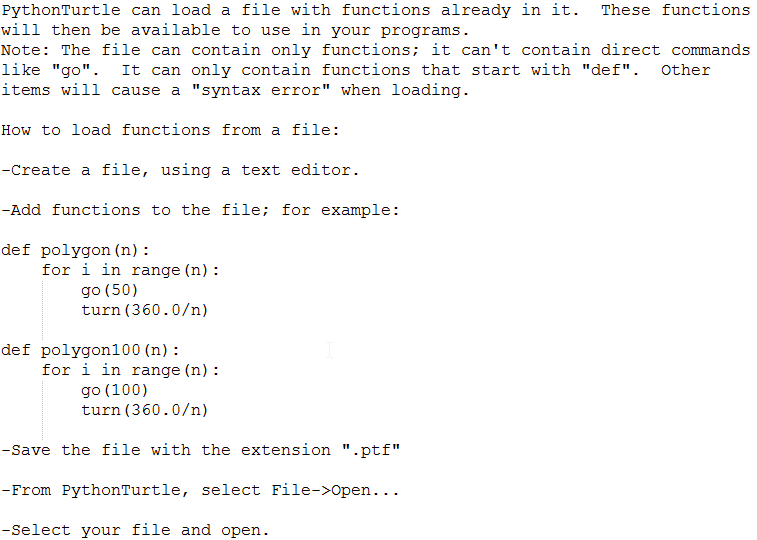 PythonTurtle can load a file with functions already in it.  These functions
will then be available to use in your programs.
Note: The file can contain only functions; it can't contain direct commands
like "go".  It can only contain functions that start with "def".  Other
items will cause a "syntax error" when loading.

How to load functions from a file:

-Create a file, using a text editor.

-Add functions to the file; for example:

def polygon(n):
    for i in range(n):
        go(50)
        turn(360.0/n)

def polygon100(n):
    for i in range(n):
        go(100)
        turn(360.0/n)

-Save the file with the extension ".ptf"

-From PythonTurtle, select File->Open...

-Select your file and open.